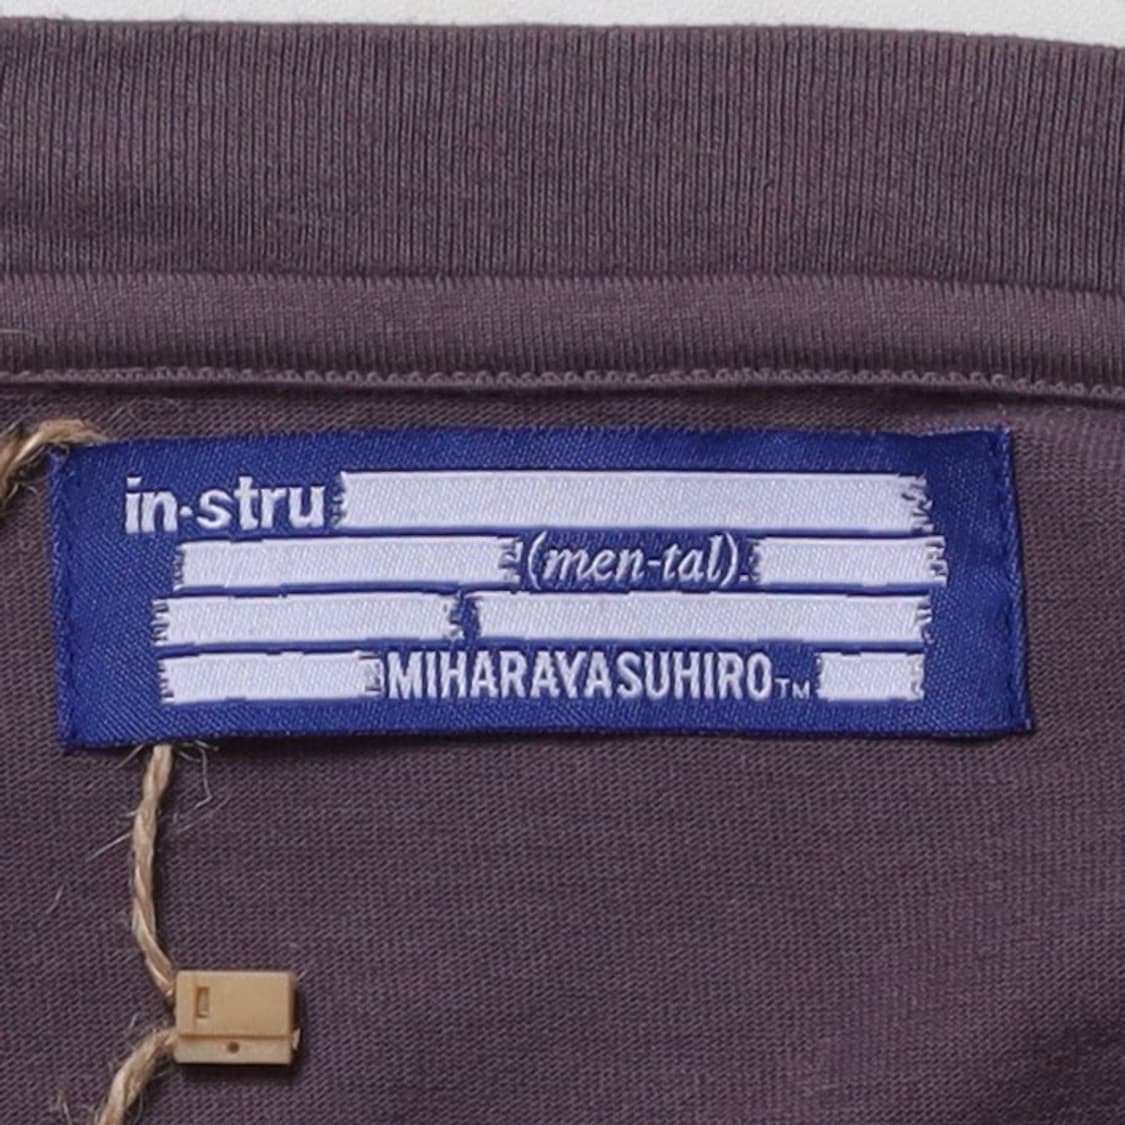 in·stru
(men-tal).
MIHARAYASUHIRO™